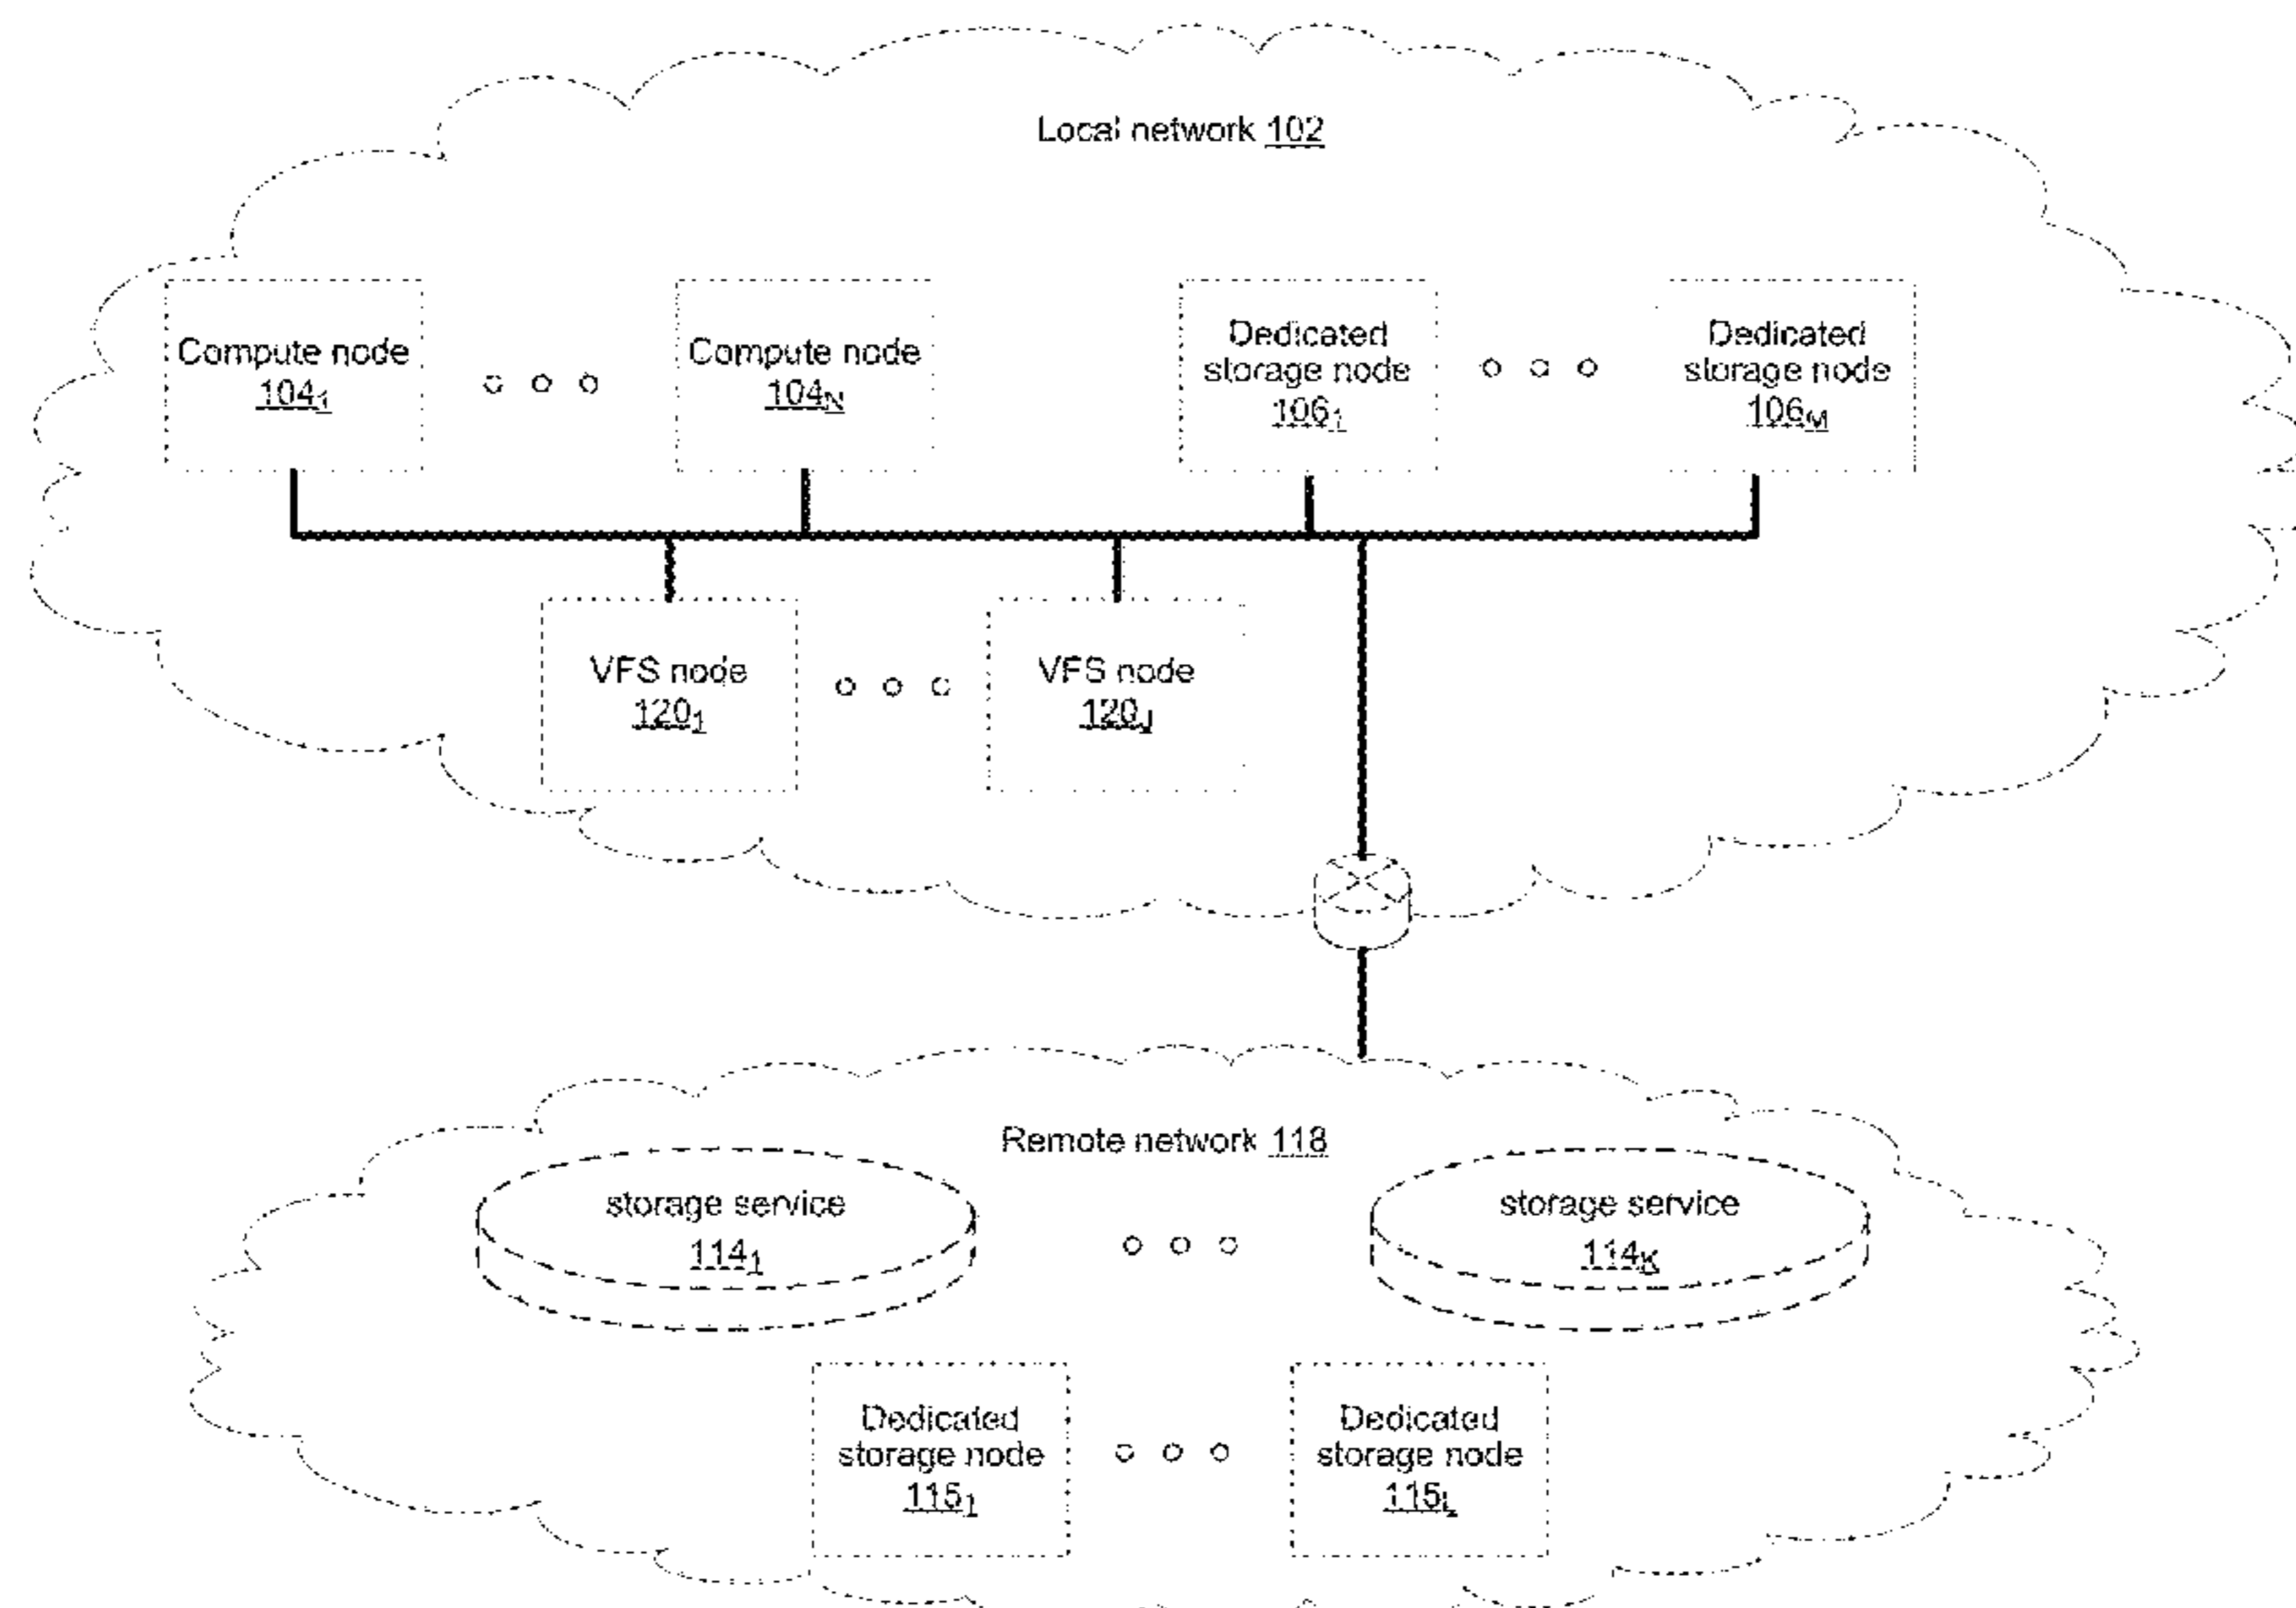 Local network 102
Compute node
104₁
Compute node
104N
Dedicated
storage node
106₁
Dedicated
storage node
106M
VFS node
120₁
VFS node
120J
Remote network 118
storage service
114₁
storage service
114K
Dedicated
storage node
115₁
Dedicated
storage node
115L